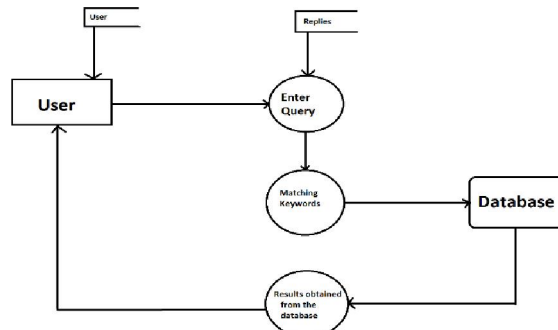 User
Replies
User
Enter
Query
Matching
Keywords
Database
Results obtained
from the
database